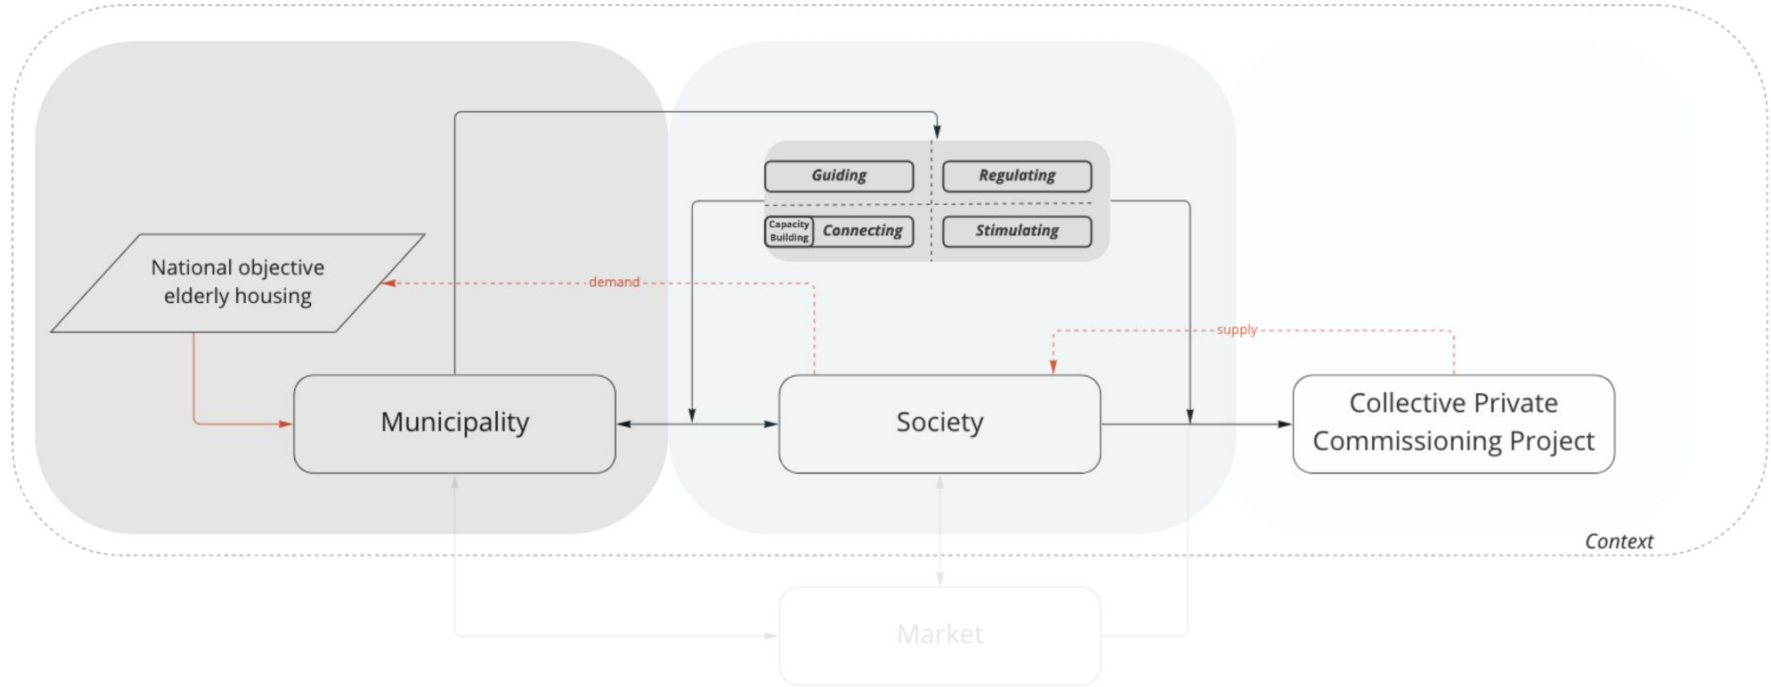 Guiding
Regulating
Capacity
Building
Connecting
Stimulating
National objective
elderly housing
demand
supply
Municipality
Society
Collective Private
Commissioning Project
Context
Market